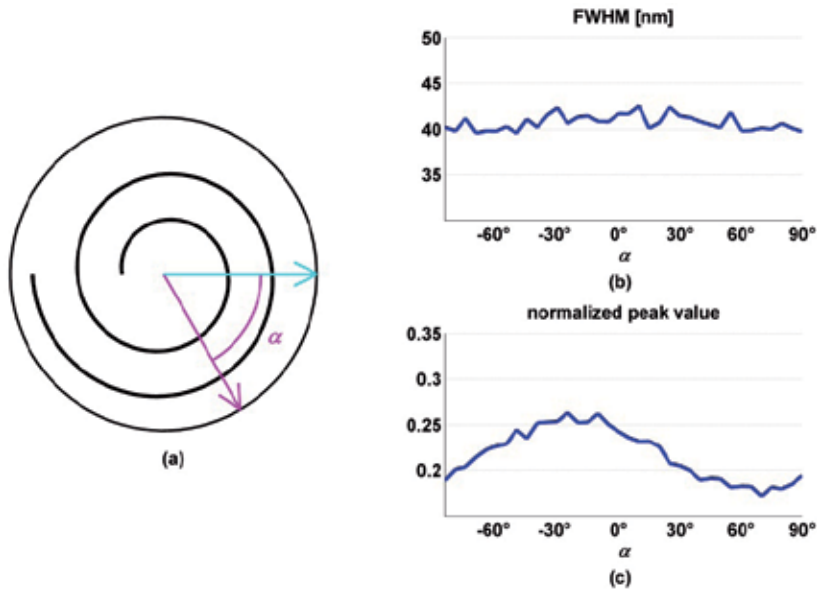 α
(a)
FWHM [nm]
50
45
40
35
-60° -30° 0° 30° 60° 90°
α
(b)
normalized peak value
0.35
0.3
0.25
0.2
-60° -30° 0° 30° 60° 90°
α
(c)